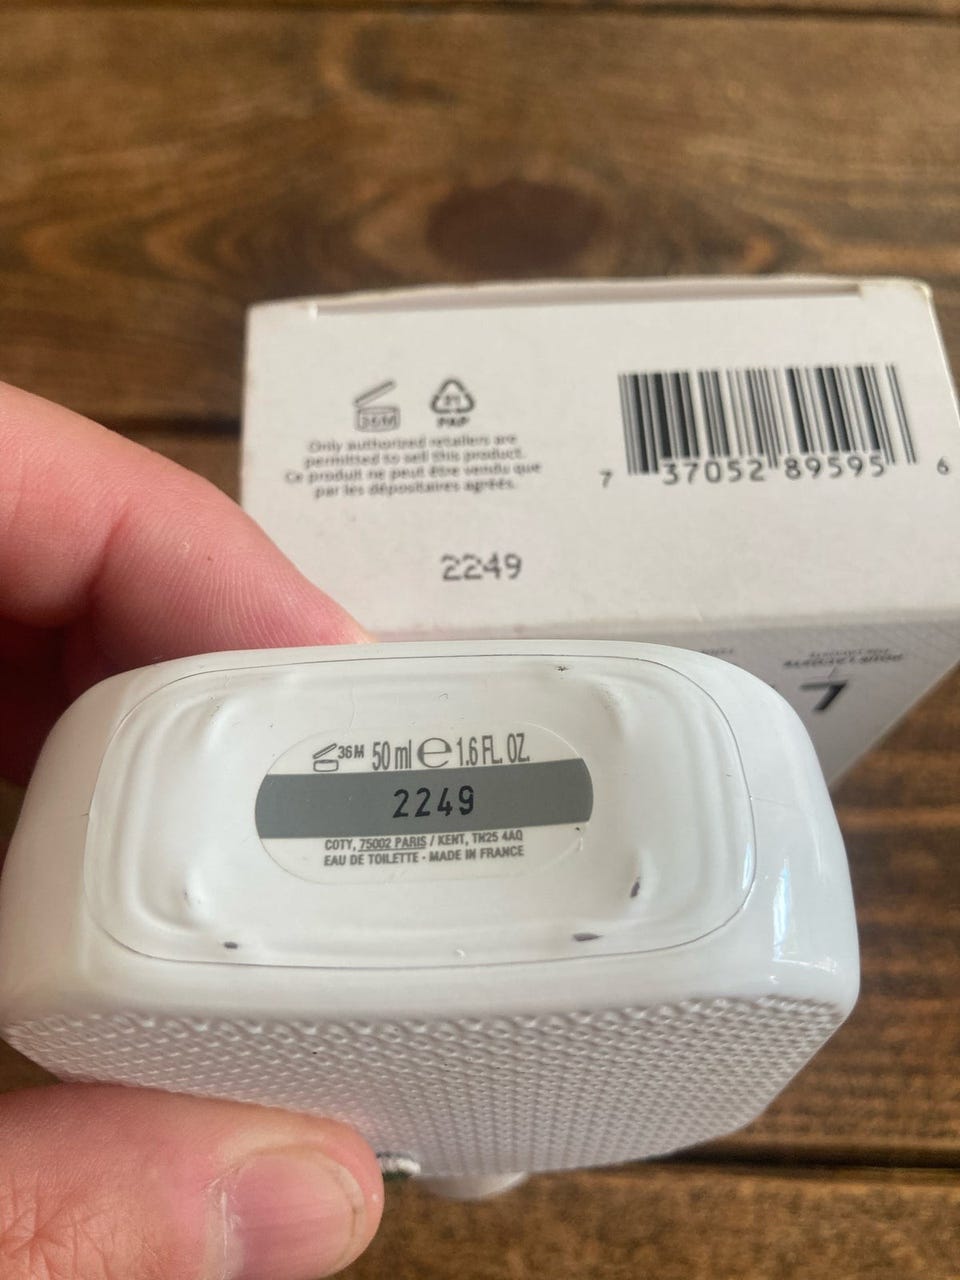 36M
21
PAP
Only authorized retailers are
permitted to sell this product.
Ce produit ne peut être vendu que
par les dépositaires agréés.
7 37052 89595 6
2249
36M 50 ml e 1.6 FL. OZ.
2249
COTY, 75002 PARIS / KENT, TN25 4AQ
EAU DE TOILETTE - MADE IN FRANCE